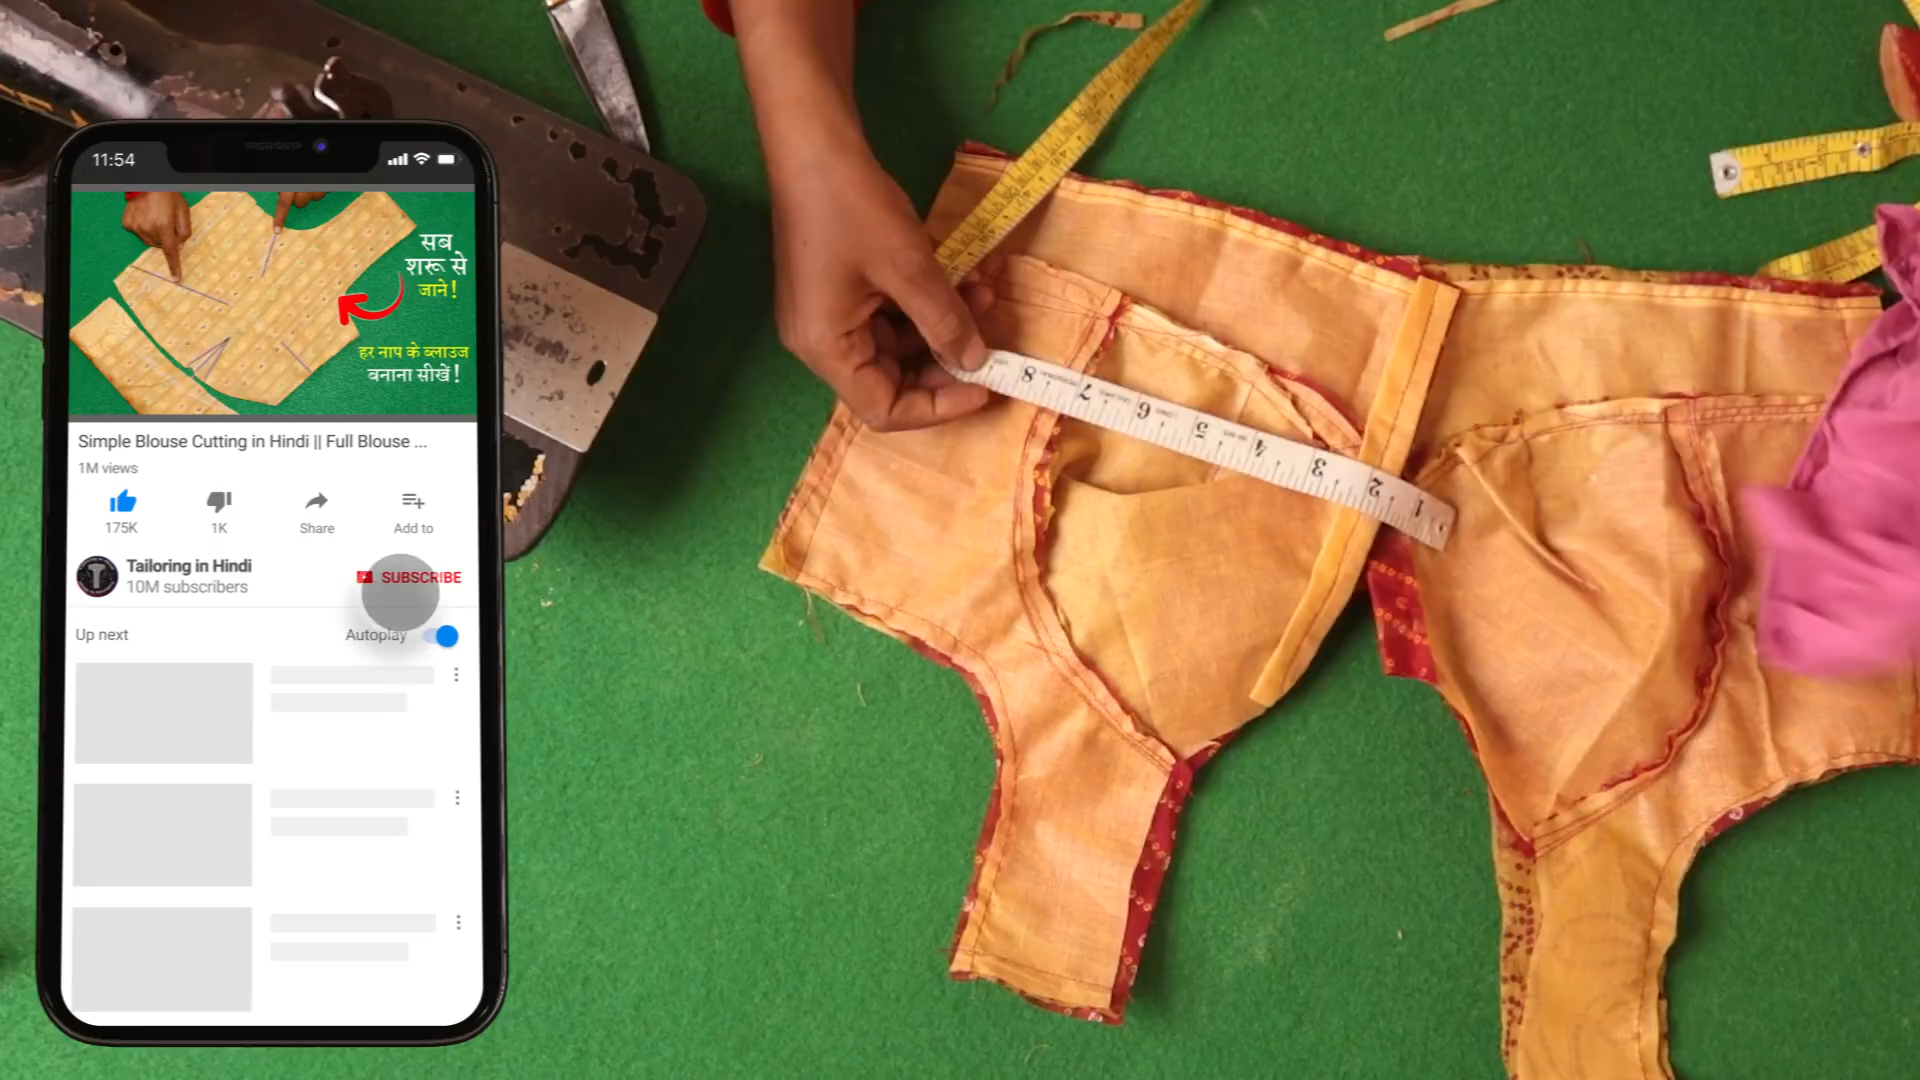 11:54
सब
शरू से
जाने!
हर नाप के ब्लाउज
बनाना सीखें!
Simple Blouse Cutting in Hindi || Full Blouse ...
1M views
175K
1K
Share
Add to
Tailoring in Hindi
10M subscribers
SUBSCRIBE
Up next
Autoplay
8 7 6 5 4 3 2 1